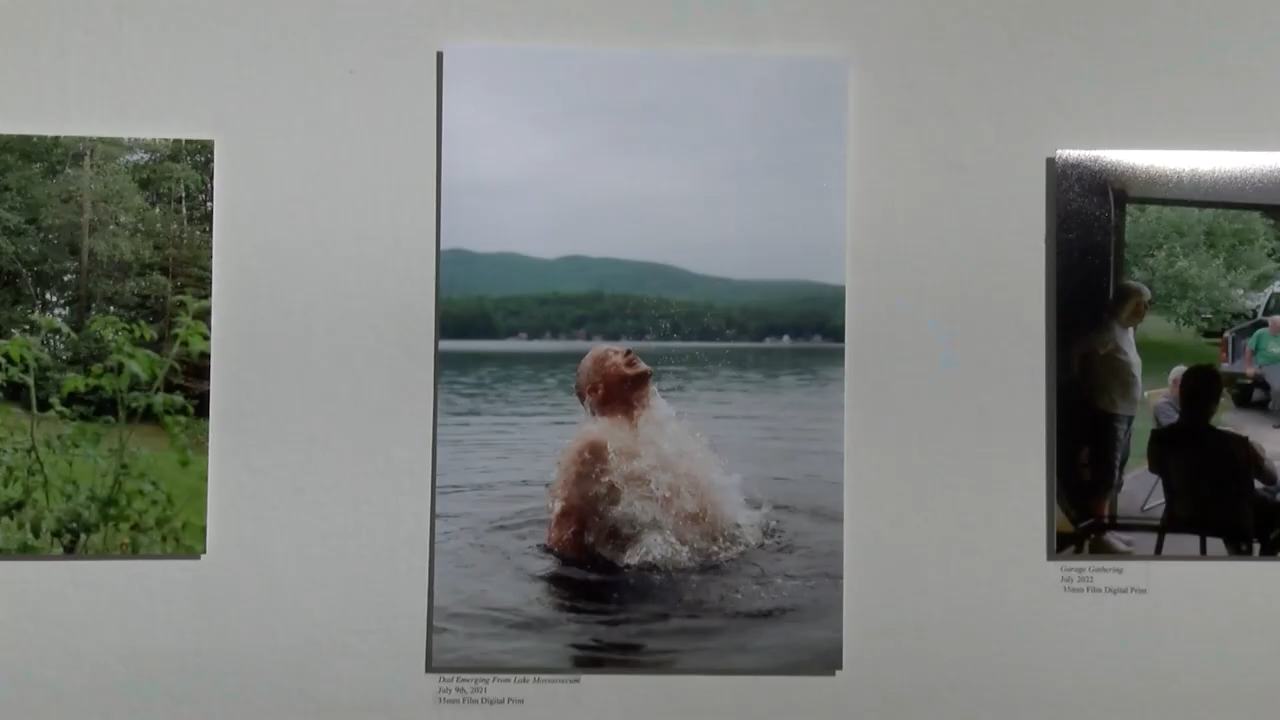 Dad Emerging From Lake Massasecum
July 9th, 2021
35mm Film Digital Print
Garage Gathering
July 2022
35mm Film Digital Print